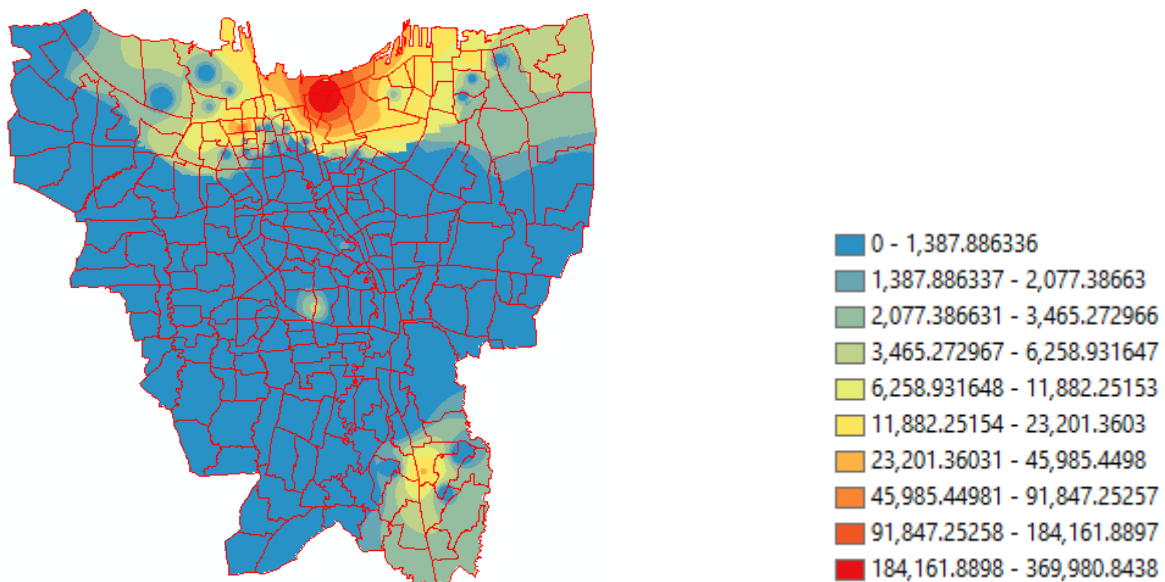 0 - 1,387.886336
1,387.886337 - 2,077.38663
2,077.386631 - 3,465.272966
3,465.272967 - 6,258.931647
6,258.931648 - 11,882.25153
11,882.25154 - 23,201.3603
23,201.36031 - 45,985.4498
45,985.44981 - 91,847.25257
91,847.25258 - 184,161.8897
184,161.8898 - 369,980.8438